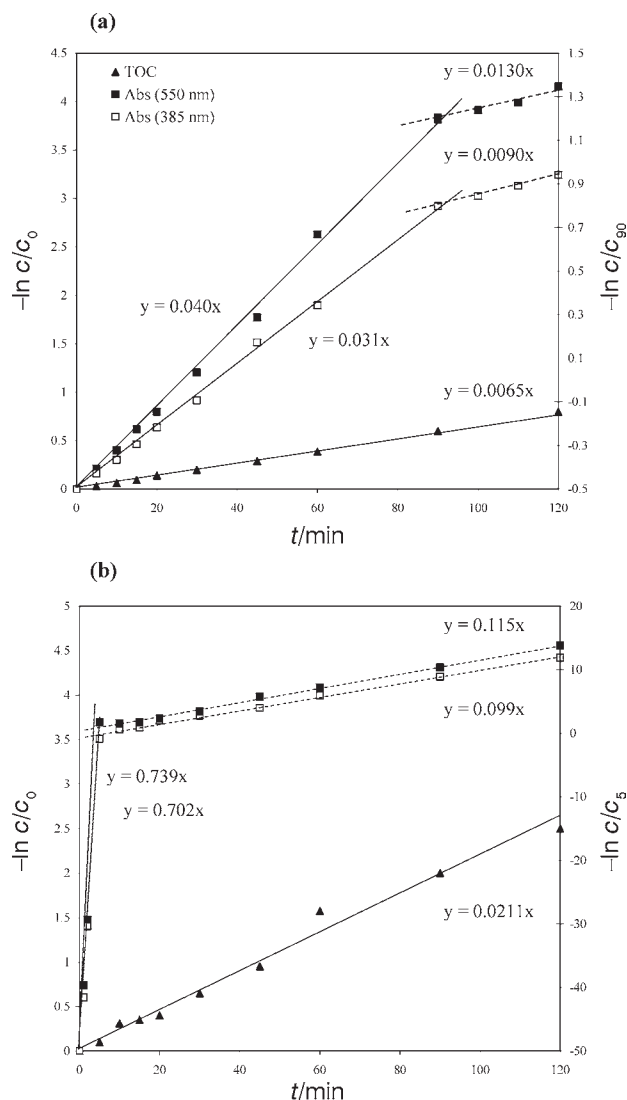 (a)
4.5
4
3.5
3
2.5
2
1.5
1
0.5
0
–ln c/c0
▲ TOC
■ Abs (550 nm)
□ Abs (385 nm)
y = 0.0130x
y = 0.0090x
y = 0.040x
y = 0.031x
y = 0.0065x
1.5
1.3
1.1
0.9
0.7
0.5
0.3
0.1
-0.1
-0.3
-0.5
–ln c/c90
0 20 40 60 80 100 120
t/min
(b)
5
4.5
4
3.5
3
2.5
2
1.5
1
0.5
0
–ln c/c0
y = 0.115x
y = 0.099x
y = 0.739x
y = 0.702x
y = 0.0211x
20
10
0
-10
-20
-30
-40
-50
–ln c/c5
0 20 40 60 80 100 120
t/min